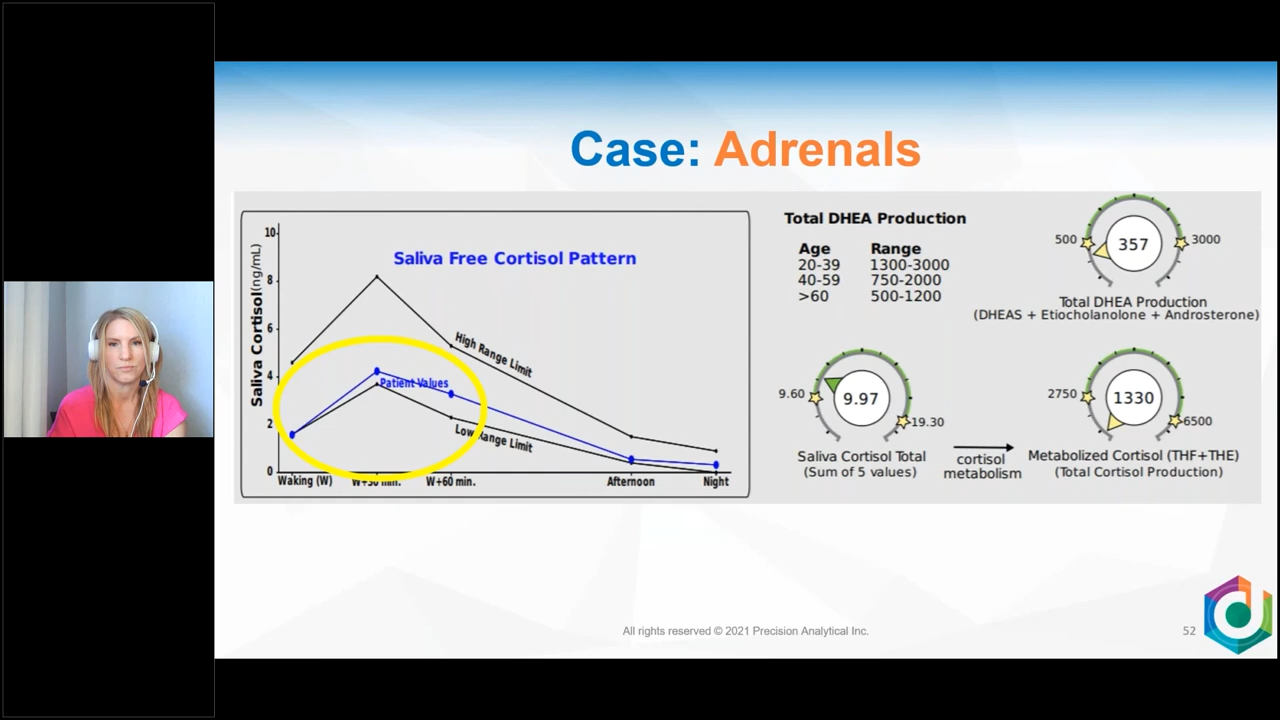 Case: Adrenals
Saliva Free Cortisol Pattern
Saliva Cortisol(ng/mL)
10
8
6
4
2
0
High Range Limit
Patient Values
Low Range Limit
Waking (W)
W+30 min.
W+60 min.
Afternoon
Night
Total DHEA Production
Age Range
20-39 1300-3000
40-59 750-2000
>60 500-1200
500
357
3000
Total DHEA Production
(DHEAS + Etiocholanolone + Androsterone)
9.60
9.97
19.30
Saliva Cortisol Total
(Sum of 5 values)
cortisol
metabolism
2750
1330
6500
Metabolized Cortisol (THF+THE)
(Total Cortisol Production)
All rights reserved © 2021 Precision Analytical Inc.
52